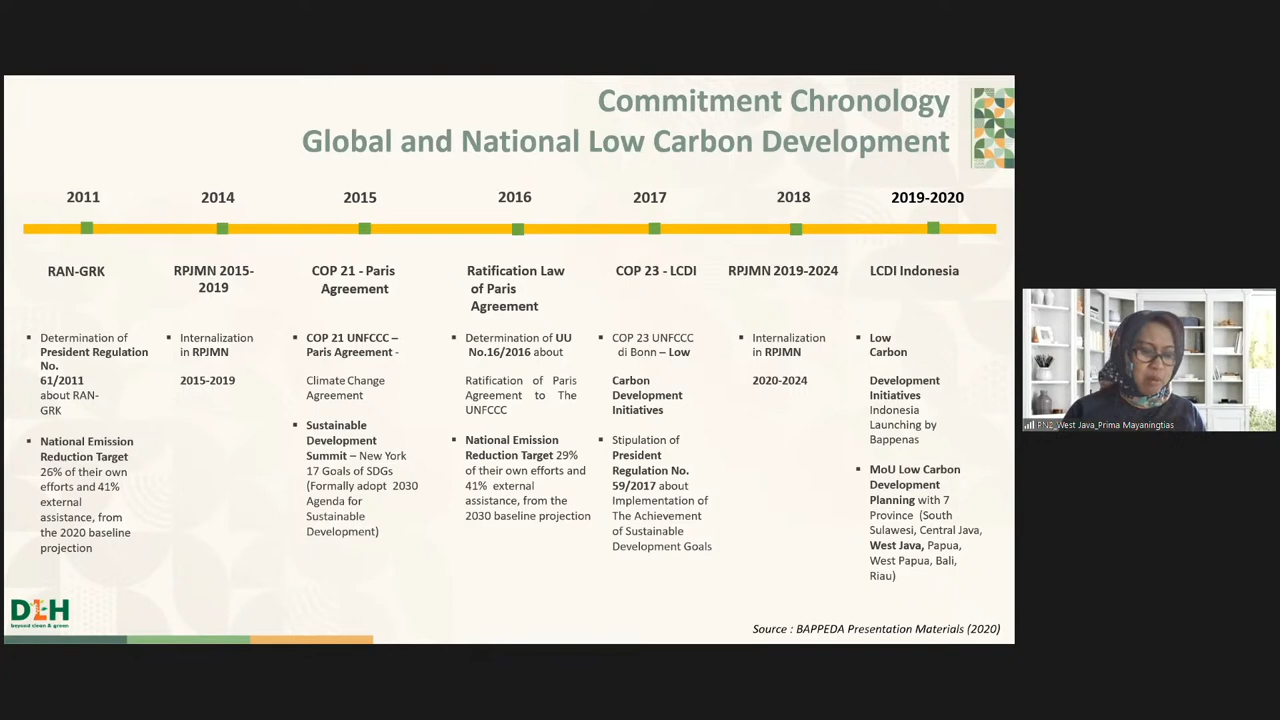 Commitment Chronology
Global and National Low Carbon Development
2011
2014
2015
2016
2017
2018
2019-2020
RAN-GRK
Determination of
President Regulation
No.
61/2011
about RAN-
GRK
National Emission
Reduction Target
26% of their own
efforts and 41%
external
assistance, from
the 2020 baseline
projection
RPJMN 2015-
2019
Internalization
in RPJMN
2015-2019
COP 21 - Paris
Agreement
COP 21 UNFCCC –
Paris Agreement -
Climate Change
Agreement
Sustainable
Development
Summit – New York
17 Goals of SDGs
(Formally adopt 2030
Agenda for
Sustainable
Development)
Ratification Law
of Paris
Agreement
Determination of UU
No.16/2016 about
Ratification of Paris
Agreement to The
UNFCCC
National Emission
Reduction Target 29%
of their own efforts and
41% external
assistance, from the
2030 baseline projection
COP 23 - LCDI
COP 23 UNFCCC
di Bonn – Low
Carbon
Development
Initiatives
Stipulation of
President
Regulation No.
59/2017 about
Implementation of
The Achievement
of Sustainable
Development Goals
RPJMN 2019-2024
Internalization
in RPJMN
2020-2024
LCDI Indonesia
Low
Carbon
Development
Initiatives
Indonesia
Launching by
Bappenas
MoU Low Carbon
Development
Planning with 7
Province (South
Sulawesi, Central Java,
West Java, Papua,
West Papua, Bali,
Riau)
DLH
beyond clean & green
Source : BAPPEDA Presentation Materials (2020)
PN2_West Java_Prima Mayaningtias